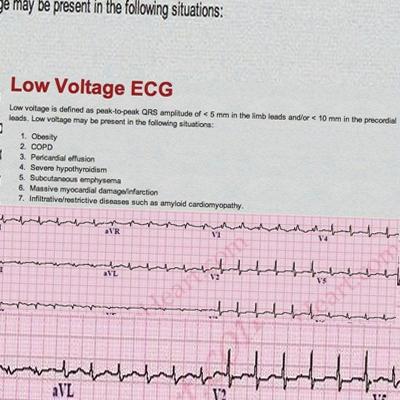 ge may be present in the following situations:
Low Voltage ECG
Low voltage is defined as peak-to-peak QRS amplitude of < 5 mm in the limb leads and/or < 10 mm in the precordial
leads. Low voltage may be present in the following situations:
1. Obesity
2. COPD
3. Pericardial effusion
4. Severe hypothyroidism
5. Subcutaneous emphysema
6. Massive myocardial damage/infarction
7. Infiltrative/restrictive diseases such as amyloid cardiomyopathy.
aVR V1 V4
aVL V2 V5
aVL V2